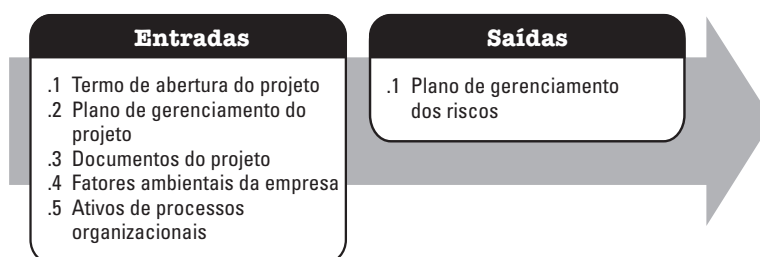 Entradas
.1 Termo de abertura do projeto
.2 Plano de gerenciamento do
projeto
.3 Documentos do projeto
.4 Fatores ambientais da empresa
.5 Ativos de processos
organizacionais
Saídas
.1 Plano de gerenciamento
dos riscos